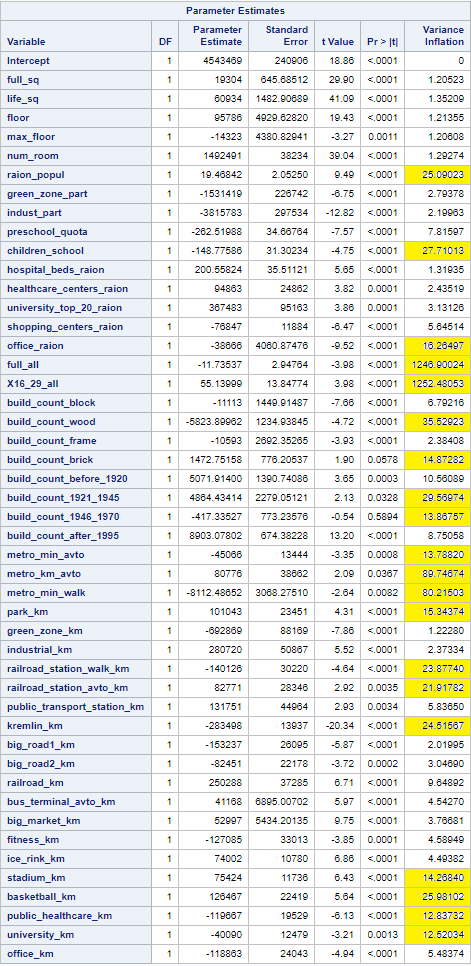 Parameter Estimates
Variable DF Parameter Estimate Standard Error t Value Pr > |t| Variance Inflation
Intercept 1 4543469 240906 18.86 <.0001 0
full_sq 1 19304 645.68512 29.90 <.0001 1.20523
life_sq 1 60934 1482.90689 41.09 <.0001 1.35209
floor 1 95786 4929.62820 19.43 <.0001 1.21355
max_floor 1 -14323 4380.82941 -3.27 0.0011 1.20608
num_room 1 1492491 38234 39.04 <.0001 1.29274
raion_popul 1 19.46842 2.05250 9.49 <.0001 25.09023
green_zone_part 1 -1531419 226742 -6.75 <.0001 2.79378
indust_part 1 -3815783 297534 -12.82 <.0001 2.19963
preschool_quota 1 -262.51988 34.66764 -7.57 <.0001 7.81597
children_school 1 -148.77586 31.30234 -4.75 <.0001 27.71013
hospital_beds_raion 1 200.55824 35.51121 5.65 <.0001 1.31935
healthcare_centers_raion 1 94863 24862 3.82 0.0001 2.43519
university_top_20_raion 1 367483 95163 3.86 0.0001 3.13126
shopping_centers_raion 1 -76847 11884 -6.47 <.0001 5.64514
office_raion 1 -38666 4060.87476 -9.52 <.0001 16.26497
full_all 1 -11.73537 2.94764 -3.98 <.0001 1246.90024
X16_29_all 1 55.13999 13.84774 3.98 <.0001 1252.48053
build_count_block 1 -11113 1449.91487 -7.66 <.0001 6.79216
build_count_wood 1 -5823.89962 1234.93845 -4.72 <.0001 35.52923
build_count_frame 1 -10593 2692.35265 -3.93 <.0001 2.38408
build_count_brick 1 1472.75158 776.20537 1.90 0.0578 14.87282
build_count_before_1920 1 5071.91400 1390.74086 3.65 0.0003 10.56089
build_count_1921_1945 1 4864.43414 2279.05121 2.13 0.0328 29.56974
build_count_1946_1970 1 -417.33527 773.23576 -0.54 0.5894 13.86757
build_count_after_1995 1 8903.07802 674.38228 13.20 <.0001 8.75058
metro_min_avto 1 -45066 13444 -3.35 0.0008 13.78820
metro_km_avto 1 80776 38662 2.09 0.0367 89.74674
metro_min_walk 1 -8112.48652 3068.27510 -2.64 0.0082 80.21503
park_km 1 101043 23451 4.31 <.0001 15.34374
green_zone_km 1 -692869 88169 -7.86 <.0001 1.22280
industrial_km 1 280720 50867 5.52 <.0001 2.37334
railroad_station_walk_km 1 -140126 30220 -4.64 <.0001 23.87740
railroad_station_avto_km 1 82771 28346 2.92 0.0035 21.91782
public_transport_station_km 1 131751 44964 2.93 0.0034 5.83650
kremlin_km 1 -283498 13937 -20.34 <.0001 24.51567
big_road1_km 1 -153237 26095 -5.87 <.0001 2.01995
big_road2_km 1 -82451 22178 -3.72 0.0002 3.04690
railroad_km 1 250288 37285 6.71 <.0001 9.64892
bus_terminal_avto_km 1 41168 6895.00702 5.97 <.0001 4.54270
big_market_km 1 52997 5434.20135 9.75 <.0001 3.76681
fitness_km 1 -127085 33013 -3.85 0.0001 4.58949
ice_rink_km 1 74002 10780 6.86 <.0001 4.49382
stadium_km 1 75424 11736 6.43 <.0001 14.26840
basketball_km 1 126467 22419 5.64 <.0001 25.98102
public_healthcare_km 1 -119667 19529 -6.13 <.0001 12.83732
university_km 1 -40090 12479 -3.21 0.0013 12.52034
office_km 1 -118863 24043 -4.94 <.0001 5.48374